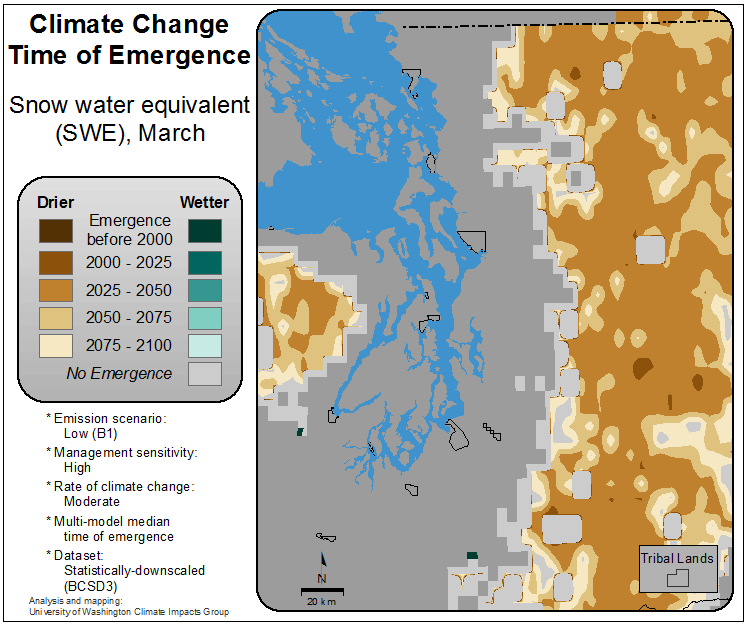 Climate Change
Time of Emergence
Snow water equivalent
(SWE), March
Drier Wetter
Emergence
before 2000
2000 - 2025
2025 - 2050
2050 - 2075
2075 - 2100
No Emergence
* Emission scenario:
Low (B1)
* Management sensitivity:
High
* Rate of climate change:
Moderate
* Multi-model median
time of emergence
* Dataset:
Statistically-downscaled
(BCSD3)
Analysis and mapping:
University of Washington Climate Impacts Group
N
20 km
Tribal Lands